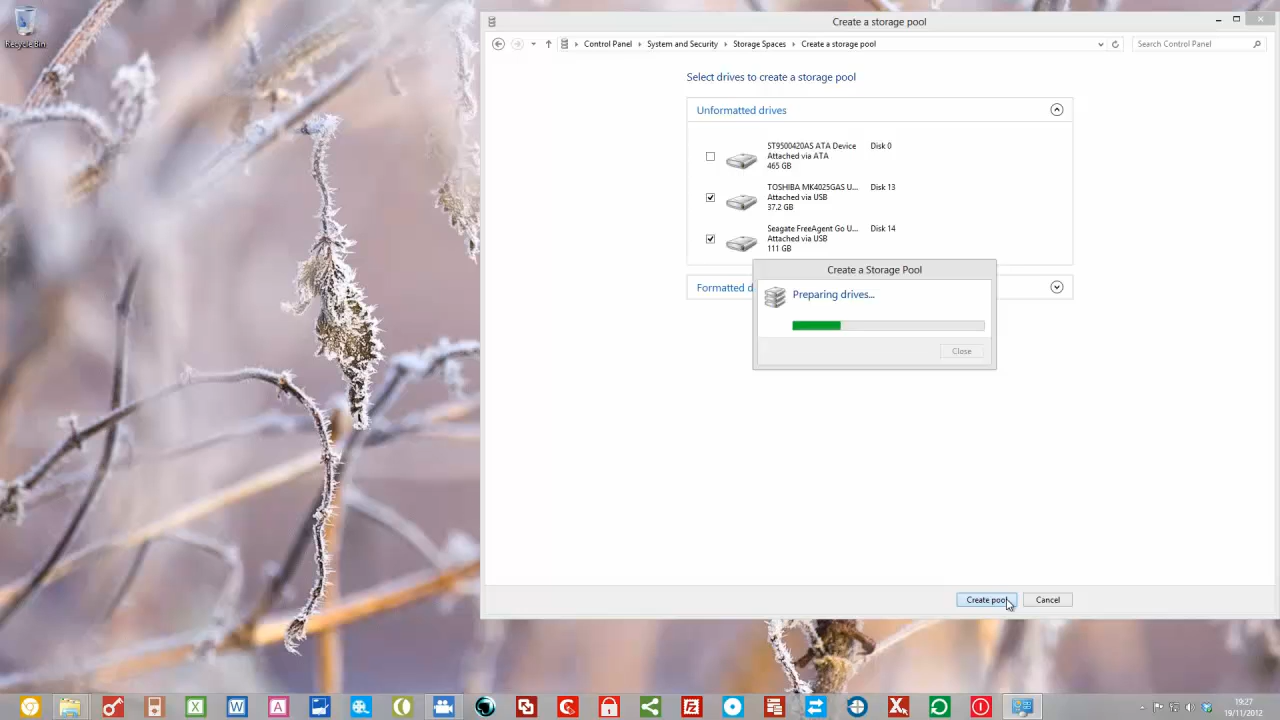 Recycle Bin
Create a storage pool
Control Panel
System and Security
Storage Spaces
Create a storage pool
Search Control Panel
Select drives to create a storage pool
Unformatted drives
ST9500420AS ATA Device Disk 0
Attached via ATA
465 GB
TOSHIBA MK4025GAS U... Disk 13
Attached via USB
37.2 GB
Seagate FreeAgent Go U... Disk 14
Attached via USB
111 GB
Formatted d
Create a Storage Pool
Preparing drives...
Close
Create pool Cancel
X W A FZ X
19:27
19/11/2012